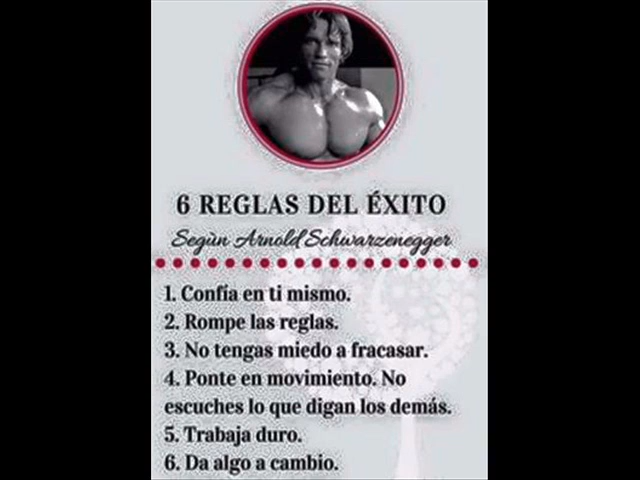 6 REGLAS DEL ÉXITO
Segùn Arnold Schwarzenegger
1. Confía en ti mismo.
2. Rompe las reglas.
3. No tengas miedo a fracasar.
4. Ponte en movimiento. No
escuches lo que digan los demás.
5. Trabaja duro.
6. Da algo a cambio.